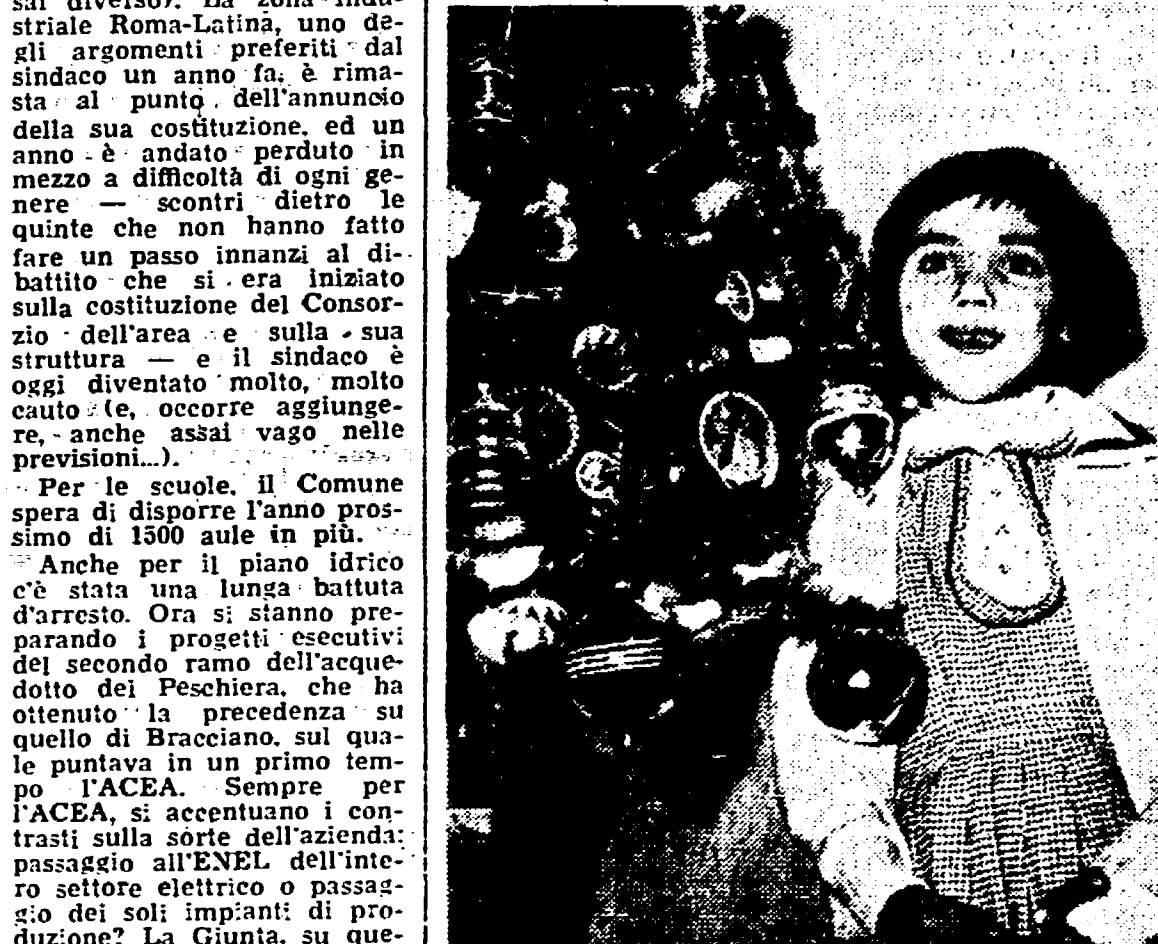 sai diverso). La zona indu-
striale Roma-Latina, uno de-
gli argomenti preferiti dal
sindaco un anno fa, è rima-
sta al punto dell'annuncio
della sua costituzione, ed un
anno è andato perduto in
mezzo a difficoltà di ogni ge-
nere — scontri dietro le
quinte che non hanno fatto
fare un passo innanzi al di-
battito che si era iniziato
sulla costituzione del Consor-
zio dell'area e sulla sua
struttura — e il sindaco è
oggi diventato molto, molto
cauto (e, occorre aggiunge-
re, anche assai vago nelle
previsioni...).
Per le scuole, il Comune
spera di disporre l'anno pros-
simo di 1500 aule in più.
Anche per il piano idrico
c'è stata una lunga battuta
d'arresto. Ora si stanno pre-
parando i progetti esecutivi
del secondo ramo dell'acque-
dotto del Peschiera, che ha
ottenuto la precedenza su
quello di Bracciano, sul qua-
le puntava in un primo tem-
po l'ACEA. Sempre per
l'ACEA, si accentuano i con-
trasti sulla sorte dell'azienda:
passaggio all'ENEL dell'inte-
ro settore elettrico o passag-
gio dei soli impianti di pro-
duzione? La Giunta, su que-